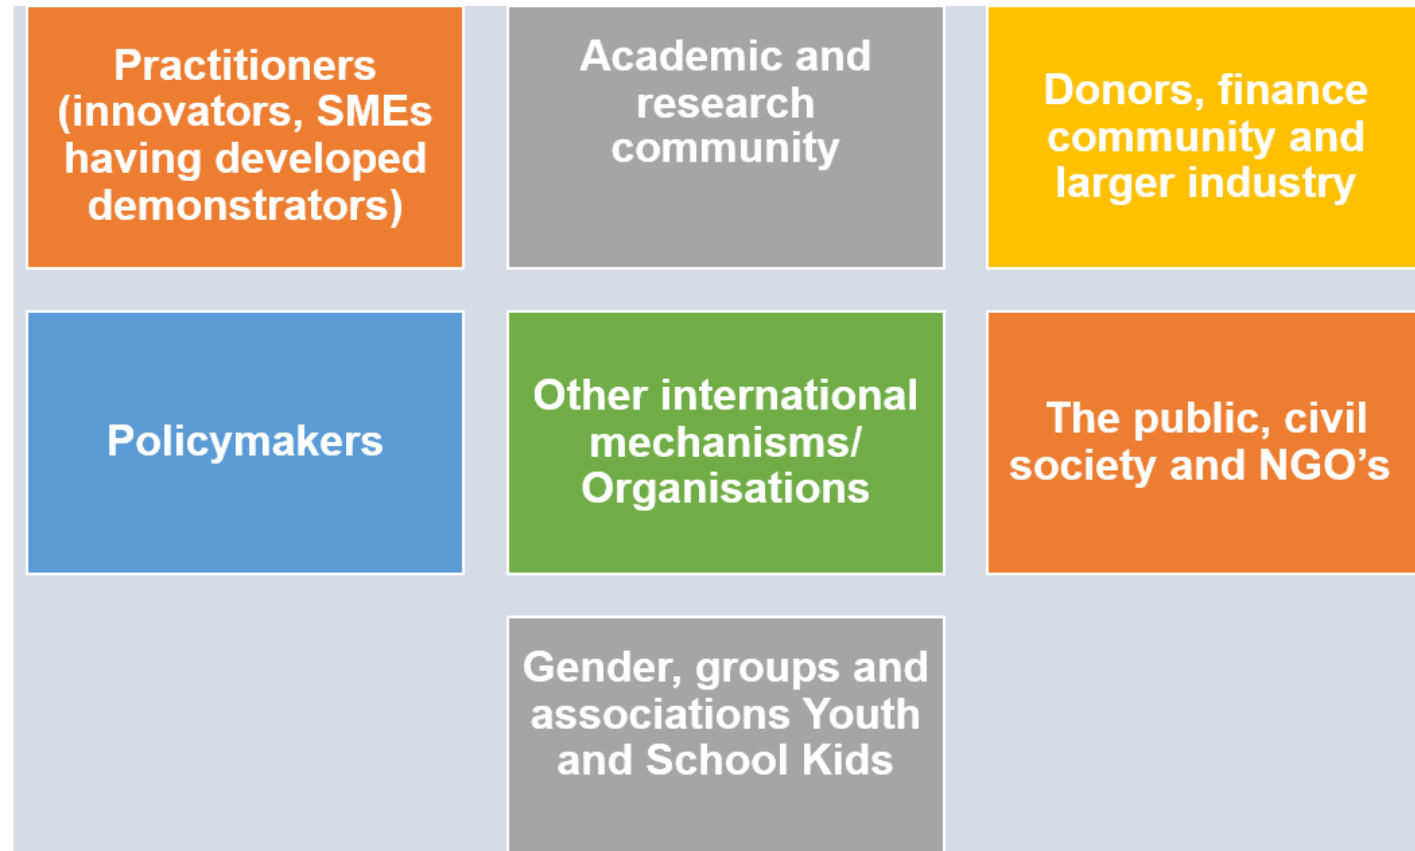 Practitioners
(innovators, SMEs
having developed
demonstrators)
Academic and
research
community
Donors, finance
community and
larger industry
Policymakers
Other international
mechanisms/
Organisations
The public, civil
society and NGO’s
Gender, groups and
associations Youth
and School Kids